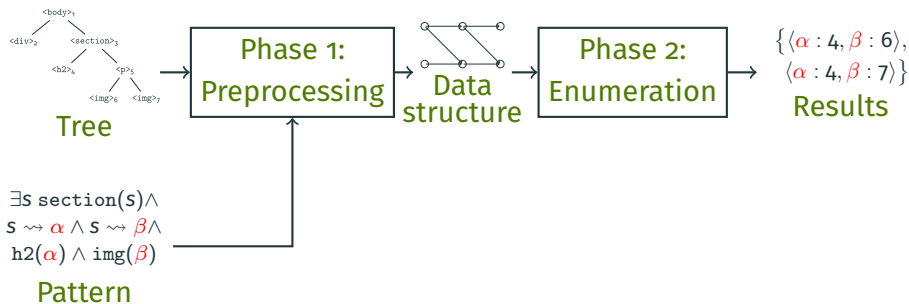 <body>₁
<div>₂ <section>₃
<h2>₄ <p>₅
<img>₆ <img>₇
Tree
Phase 1:
Preprocessing
Data
structure
Phase 2:
Enumeration
{⟨α : 4, β : 6⟩,
⟨α : 4, β : 7⟩}
Results
∃s section(s)∧
s ⇝ α ∧ s ⇝ β∧
h2(α) ∧ img(β)
Pattern